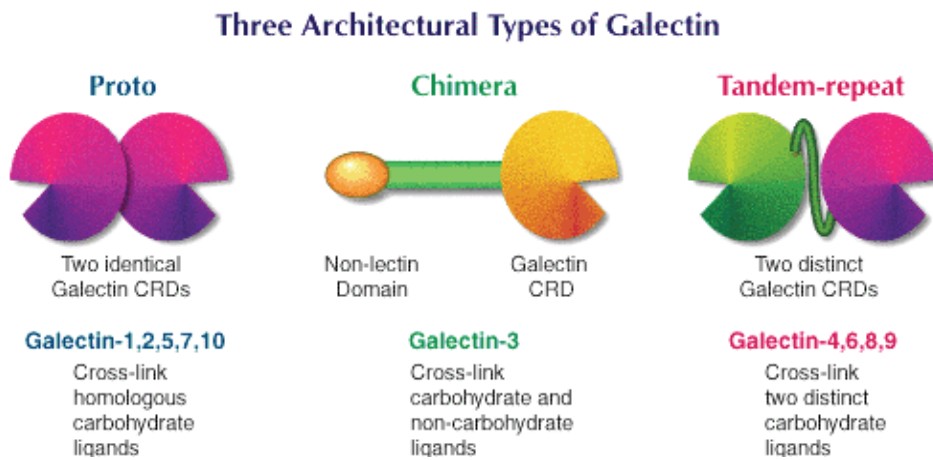 Three Architectural Types of Galectin
Proto
Chimera
Tandem-repeat
Two identical
Galectin CRDs
Non-lectin
Domain
Galectin
CRD
Two distinct
Galectin CRDs
Galectin-1,2,5,7,10
Cross-link
homologous
carbohydrate
ligands
Galectin-3
Cross-link
carbohydrate and
non-carbohydrate
ligands
Galectin-4,6,8,9
Cross-link
two distinct
carbohydrate
ligands